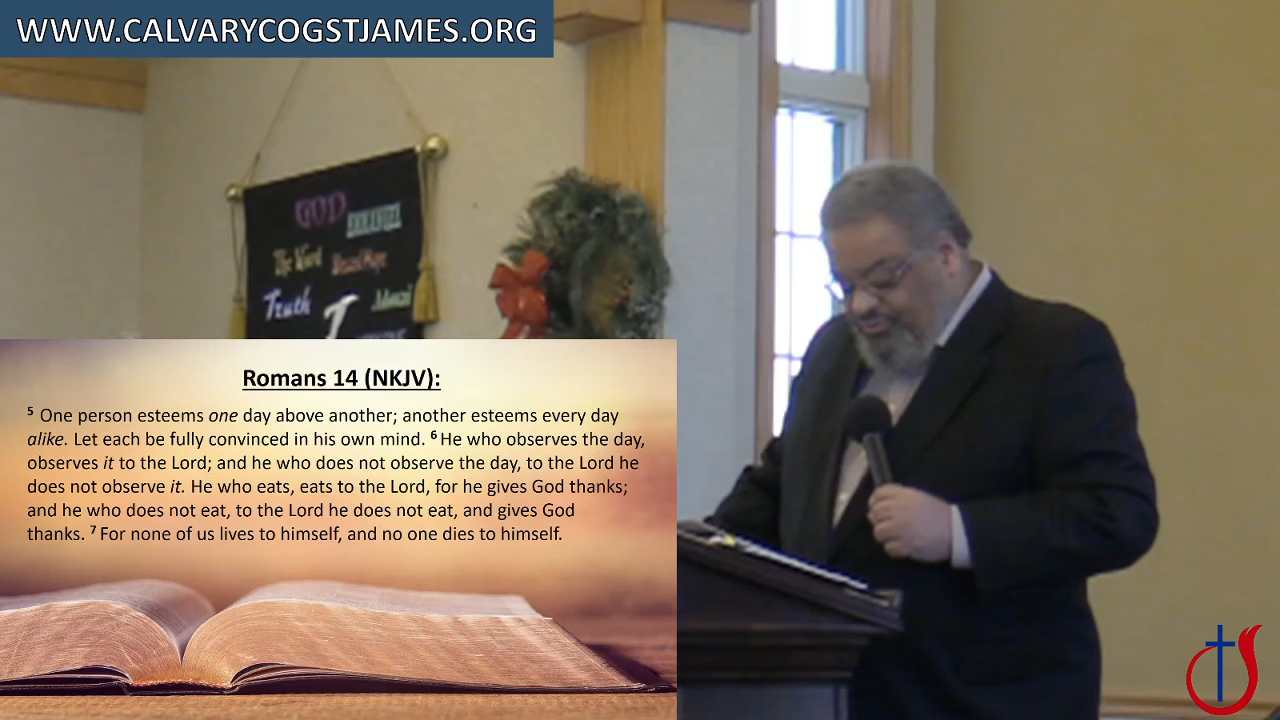 WWW.CALVARYCOGSTJAMES.ORG
GOD
EMMANUEL
The Word
Blessed Hope
Truth
Adonai
Romans 14 (NKJV):
⁵ One person esteems one day above another; another esteems every day
alike. Let each be fully convinced in his own mind. ⁶ He who observes the day,
observes it to the Lord; and he who does not observe the day, to the Lord he
does not observe it. He who eats, eats to the Lord, for he gives God thanks;
and he who does not eat, to the Lord he does not eat, and gives God
thanks. ⁷ For none of us lives to himself, and no one dies to himself.